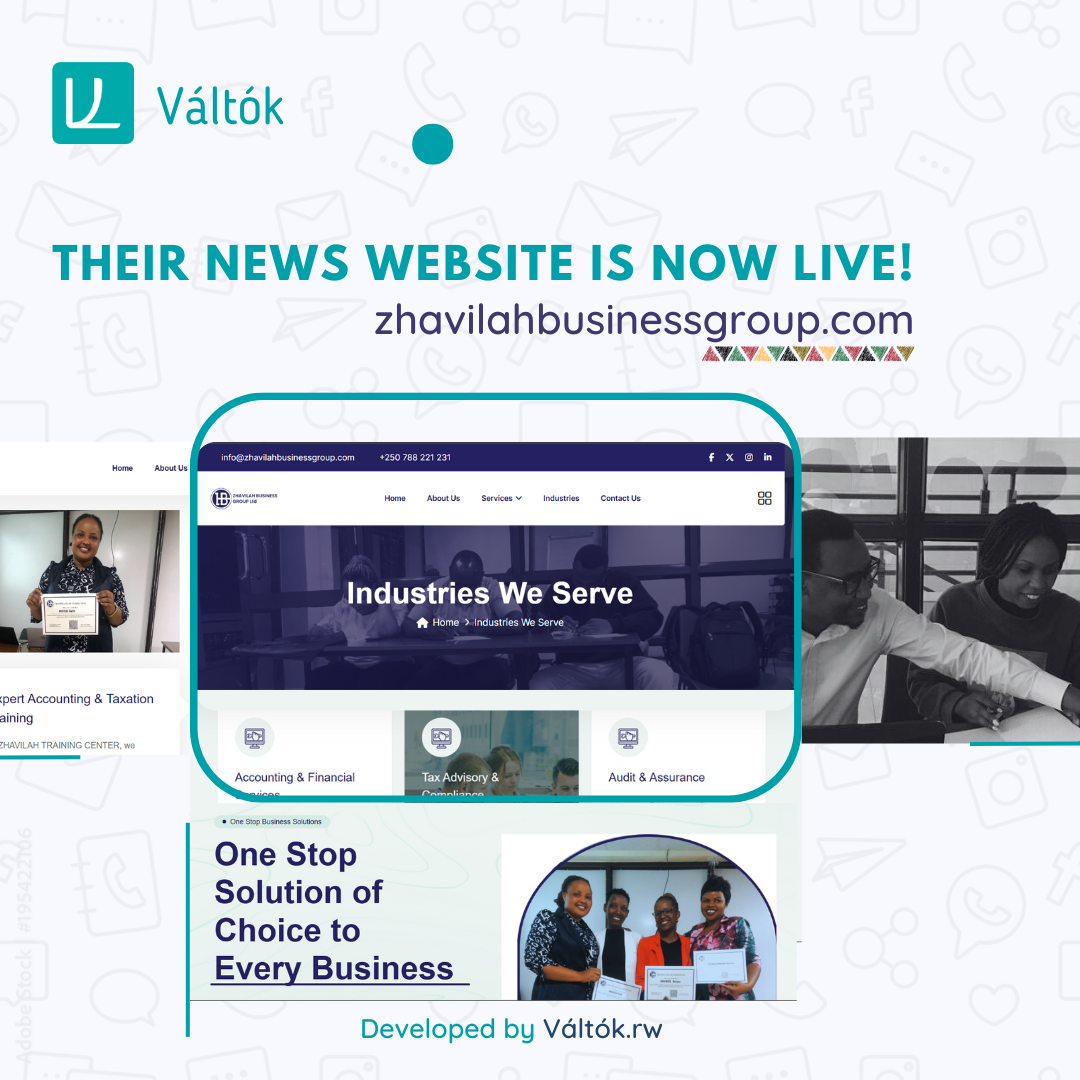 Váltók
THEIR NEWS WEBSITE IS NOW LIVE!
zhavilahbusinessgroup.com
Home About Us
xpert Accounting & Taxation
aining
ZHAVILAH TRAINING CENTER, we
info@zhavilahbusinessgroup.com +250 788 221 231
ZHAVILAH BUSINESS
GROUP Ltd
Home About Us Services Industries Contact Us
Industries We Serve
Home > Industries We Serve
Accounting & Financial
Services
Tax Advisory &
Compliance
Audit & Assurance
One Stop Business Solutions
One Stop
Solution of
Choice to
Every Business
Developed by Váltók.rw
Adobe Stock | #195542106